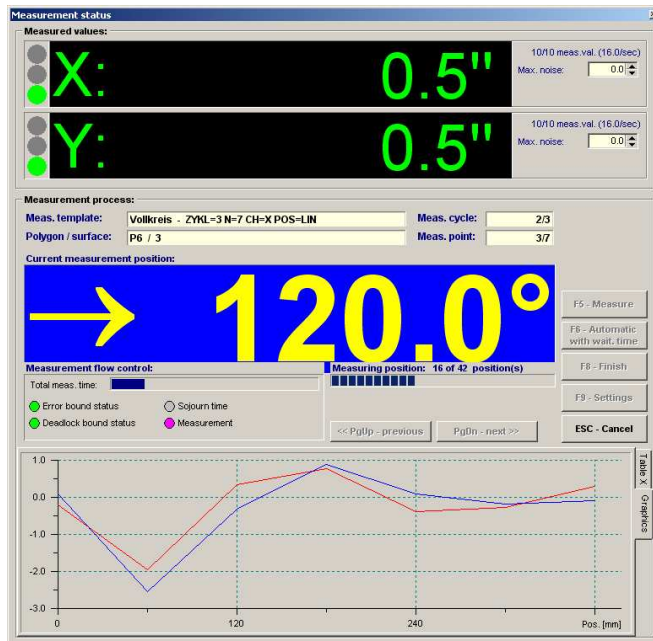 Measurement status
Measured values:
X: 0.5"
10/10 meas.val. (16.0/sec)
Max. noise: 0.0
Y: 0.5"
10/10 meas.val. (16.0/sec)
Max. noise: 0.0
Measurement process:
Meas. template: Vollkreis - ZYKL=3 N=7 CH=X POS=LIN Meas. cycle: 2/3
Polygon / surface: P6 / 3 Meas. point: 3/7
Current measurement position:
→ 120.0°
F5 - Measure
F6 - Automatic
with wait. time
F8 - Finish
F9 - Settings
ESC - Cancel
Measurement flow control:
Total meas. time:
Error bound status Sojourn time
Deadlock bound status Measurement
Measuring position: 16 of 42 position(s)
<< PgUp - previous PgDn - next >>
1.0
0.0
-1.0
-2.0
-3.0
0 120 240 Pos. [mm]
Table X
Graphics